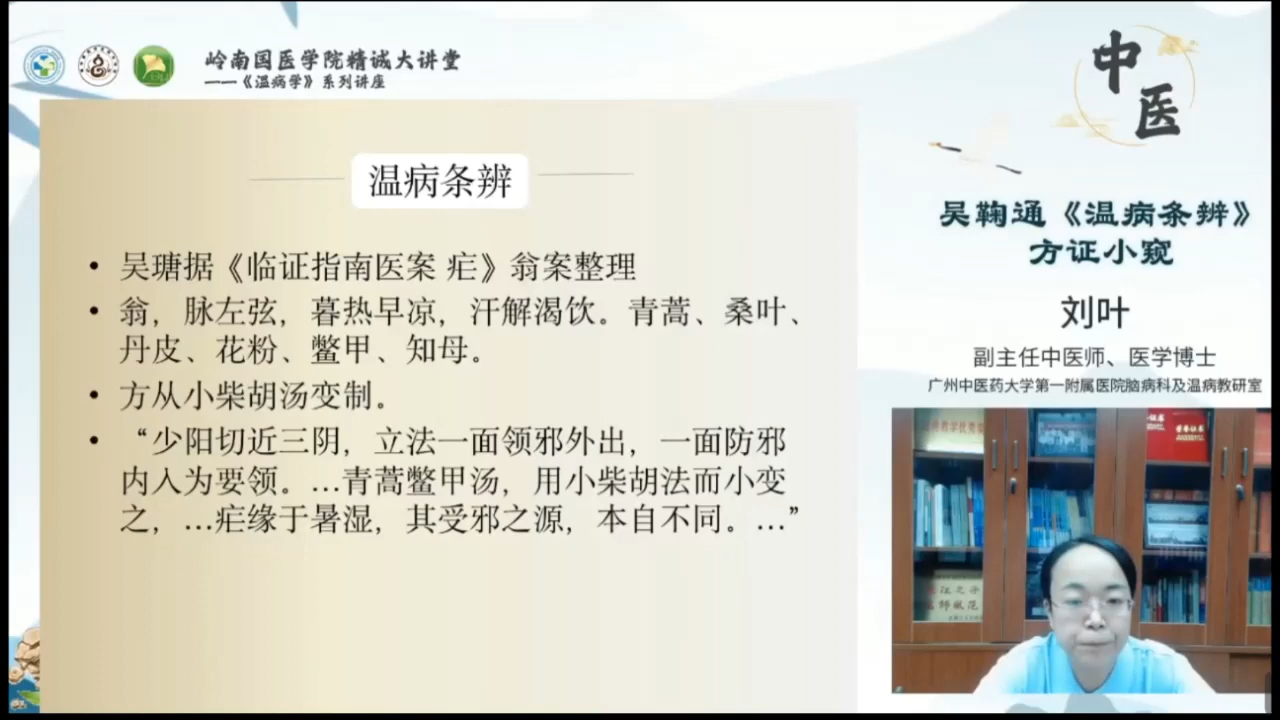 岭南国医学院精诚大讲堂
——《温病学》系列讲座
温病条辨
• 吴瑭据《临证指南医案 疟》翁案整理
• 翁，脉左弦，暮热早凉，汗解渴饮。青蒿、桑叶、
丹皮、花粉、鳖甲、知母。
• 方从小柴胡汤变制。
• “少阳切近三阴，立法一面领邪外出，一面防邪
内入为要领。…青蒿鳖甲汤，用小柴胡法而小变
之，…疟缘于暑湿，其受邪之源，本自不同。…”
中医
吴鞠通《温病条辨》
方证小窥
刘叶
副主任中医师、医学博士
广州中医药大学第一附属医院脑病科及温病教研室